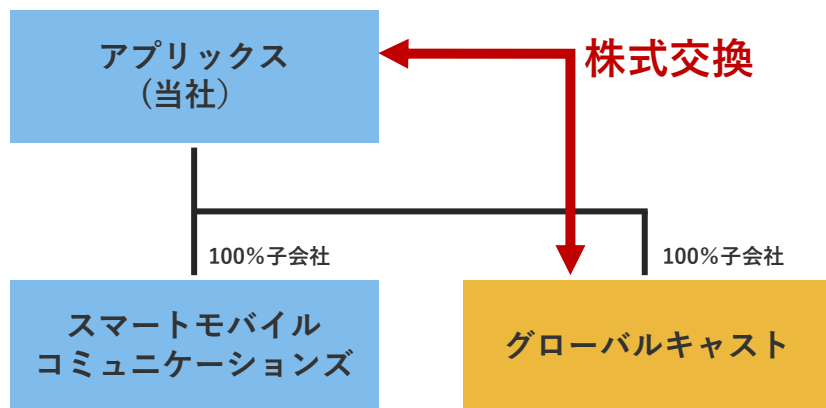 アプリックス
（当社）
株式交換
100%子会社
100%子会社
スマートモバイル
コミュニケーションズ
グローバルキャスト